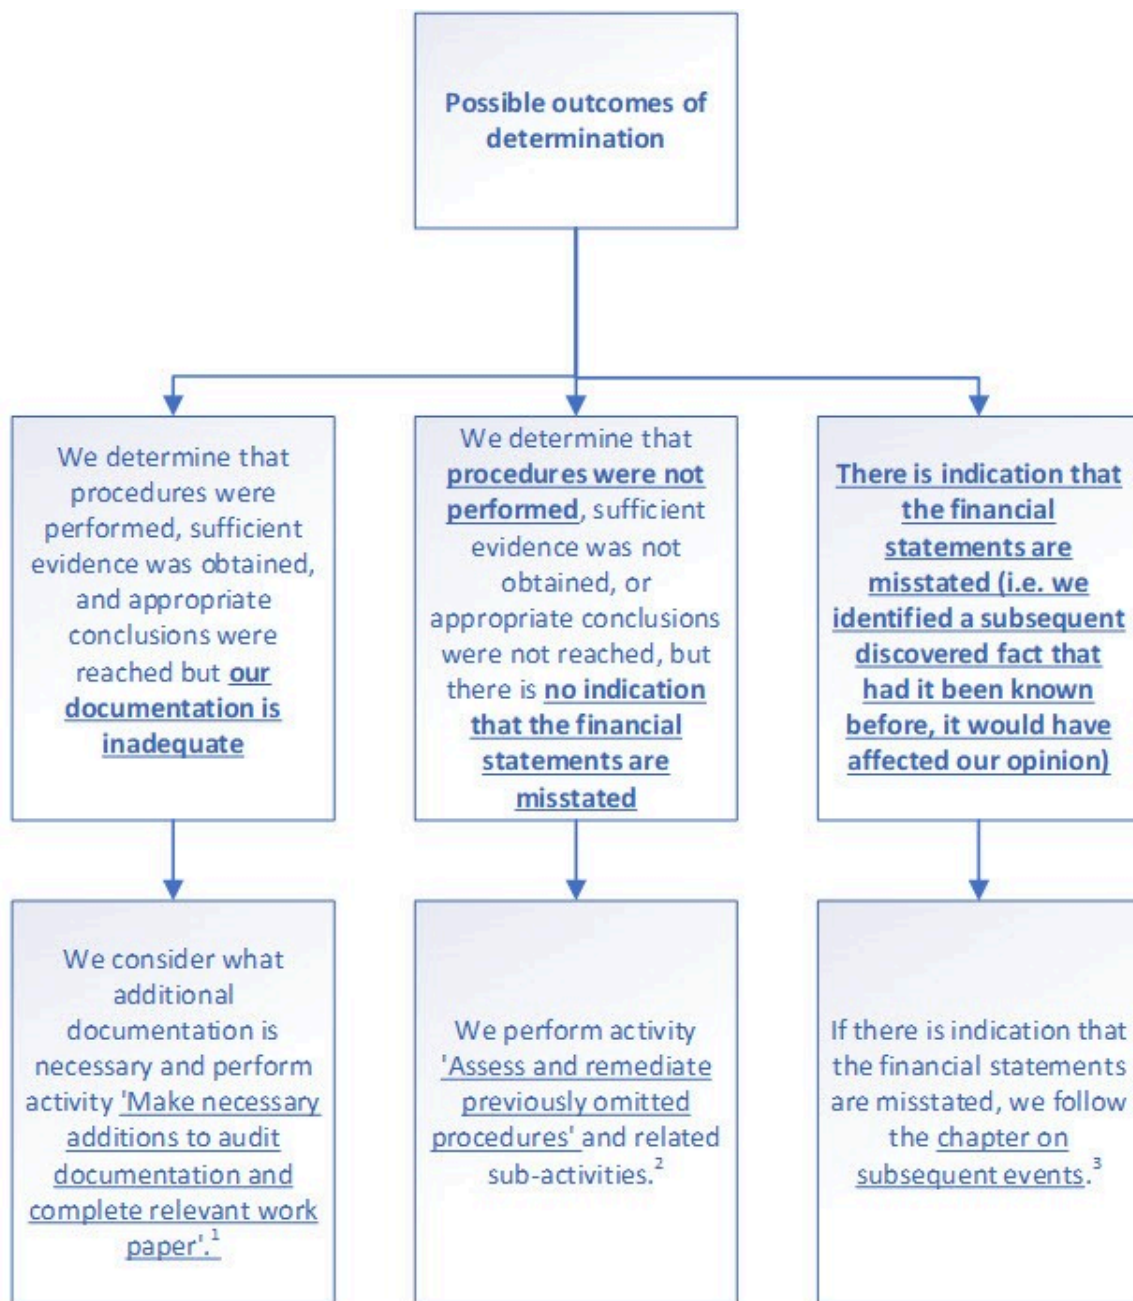 Possible outcomes of
determination
We determine that
procedures were
performed, sufficient
evidence was obtained,
and appropriate
conclusions were
reached but our
documentation is
inadequate
We determine that
procedures were not
performed, sufficient
evidence was not
obtained, or
appropriate conclusions
were not reached, but
there is no indication
that the financial
statements are
misstated
There is indication that
the financial
statements are
misstated (i.e. we
identified a subsequent
discovered fact that
had it been known
before, it would have
affected our opinion)
We consider what
additional
documentation is
necessary and perform
activity 'Make necessary
additions to audit
documentation and
complete relevant work
paper'.1
We perform activity
'Assess and remediate
previously omitted
procedures' and related
sub-activities.2
If there is indication that
the financial statements
are misstated, we follow
the chapter on
subsequent events.3